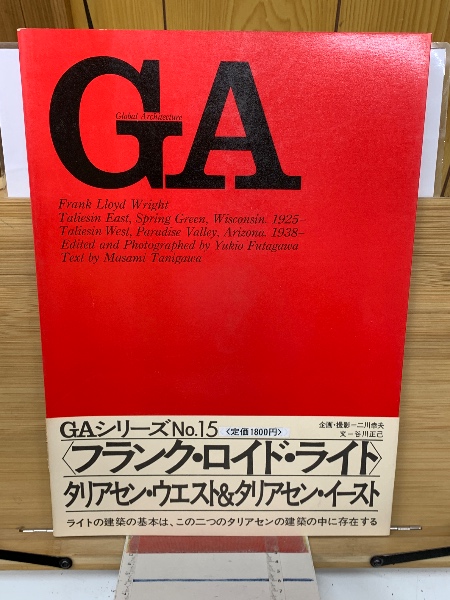 GA
Global Architecture
Frank Lloyd Wright
Taliesin East, Spring Green, Wisconsin. 1925-
Taliesin West, Paradise Valley, Arizona. 1938-
Edited and Photographed by Yukio Futagawa
Text by Masami Tanigawa
GAシリーズNo.15 〈定価1800円〉
企画・撮影=二川幸夫
文=谷川正己
〈フランク・ロイド・ライト〉
タリアセン・ウエスト&タリアセン・イースト
ライトの建築の基本は、この二つのタリアセンの建築の中に存在する